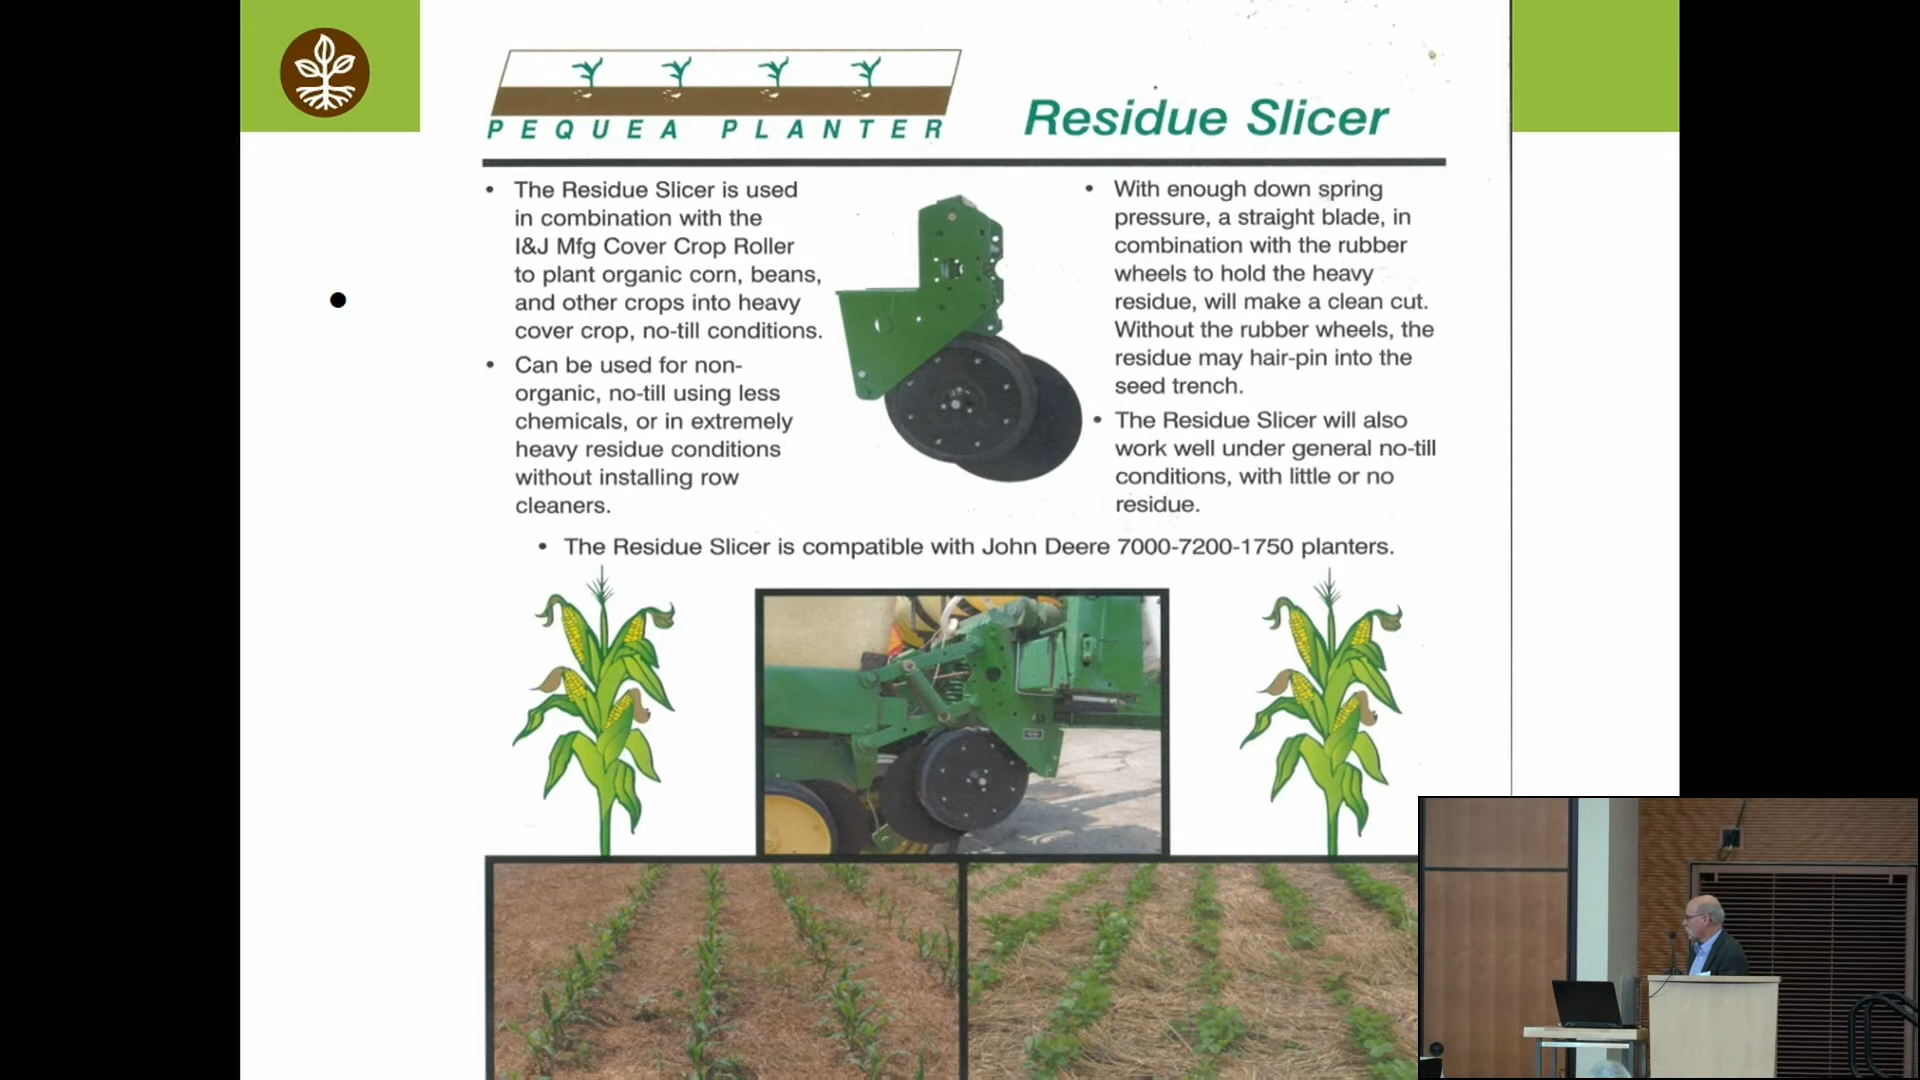 PEQUEA PLANTER
Residue Slicer
• The Residue Slicer is used
in combination with the
I&J Mfg Cover Crop Roller
to plant organic corn, beans,
and other crops into heavy
cover crop, no-till conditions.
• Can be used for non-
organic, no-till using less
chemicals, or in extremely
heavy residue conditions
without installing row
cleaners.
• With enough down spring
pressure, a straight blade, in
combination with the rubber
wheels to hold the heavy
residue, will make a clean cut.
Without the rubber wheels, the
residue may hair-pin into the
seed trench.
• The Residue Slicer will also
work well under general no-till
conditions, with little or no
residue.
• The Residue Slicer is compatible with John Deere 7000-7200-1750 planters.